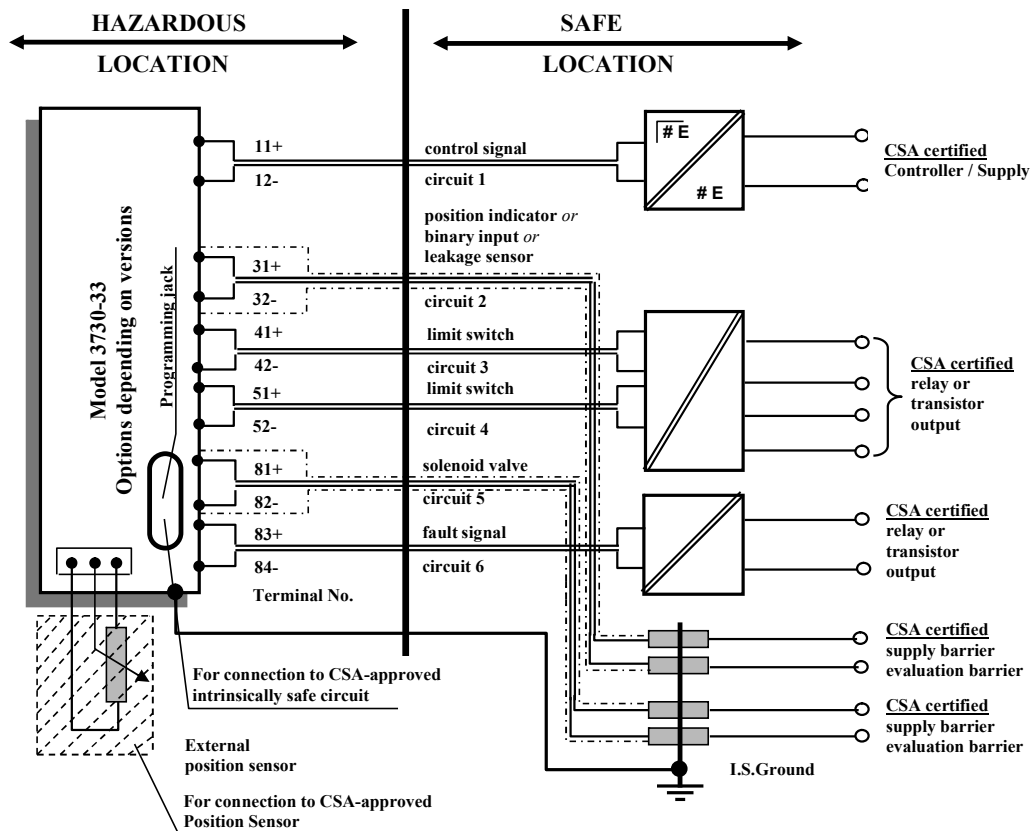 HAZARDOUS
LOCATION
SAFE
LOCATION
Model 3730-33
Options depending on versions
Programming jack
11+
12-
control signal
circuit 1
# E
# E
CSA certified
Controller / Supply
position indicator or
binary input or
leakage sensor
31+
32-
circuit 2
41+
42-
limit switch
circuit 3
51+
52-
limit switch
circuit 4
CSA certified
relay or
transistor
output
81+
82-
solenoid valve
circuit 5
83+
84-
fault signal
circuit 6
CSA certified
relay or
transistor
output
Terminal No.
CSA certified
supply barrier
evaluation barrier
CSA certified
supply barrier
evaluation barrier
For connection to CSA-approved
intrinsically safe circuit
External
position sensor
I.S.Ground
For connection to CSA-approved
Position Sensor